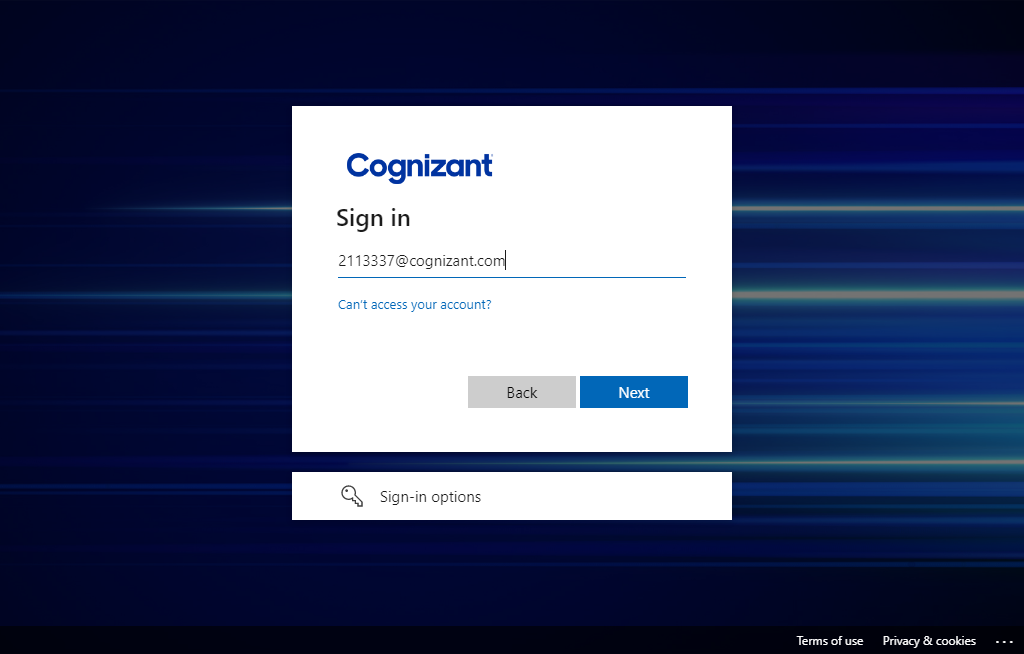 Cognizant
Sign in
2113337@cognizant.com
Can't access your account?
Back
Next
Sign-in options
Terms of use
Privacy & cookies
...